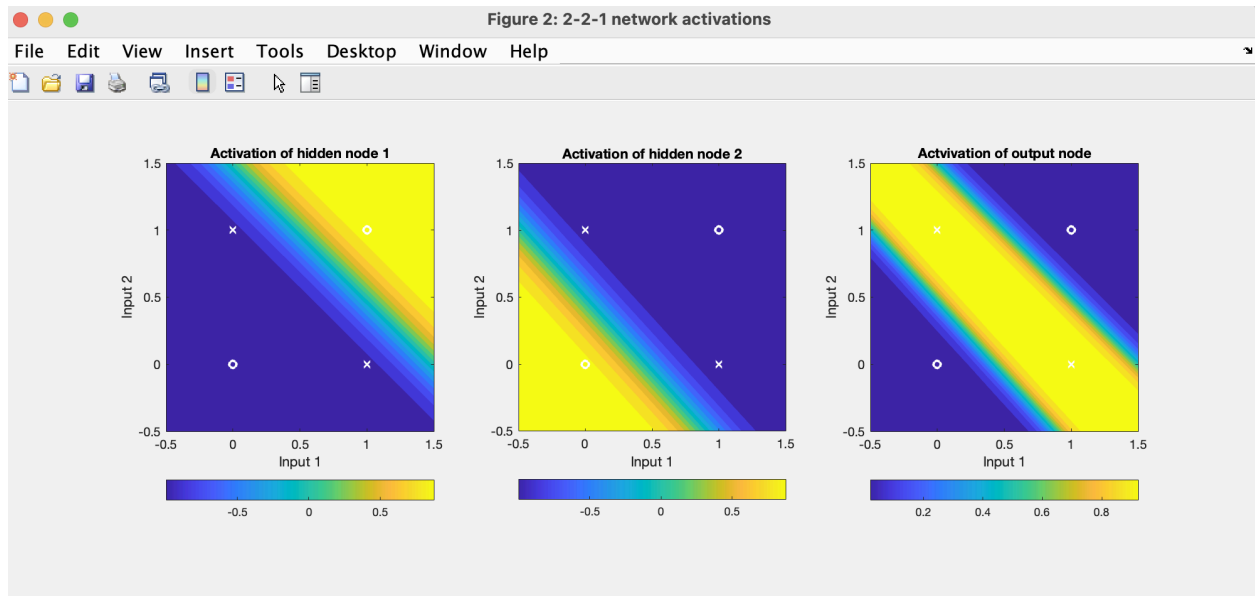 Figure 2: 2-2-1 network activations
File Edit View Insert Tools Desktop Window Help
Activation of hidden node 1
1.5
1
0.5
0
-0.5
Input 2
-0.5 0 0.5 1 1.5
Input 1
-0.5 0 0.5
Activation of hidden node 2
1.5
1
0.5
0
-0.5
Input 2
-0.5 0 0.5 1 1.5
Input 1
-0.5 0 0.5
Actvivation of output node
1.5
1
0.5
0
-0.5
Input 2
-0.5 0 0.5 1 1.5
Input 1
0.2 0.4 0.6 0.8